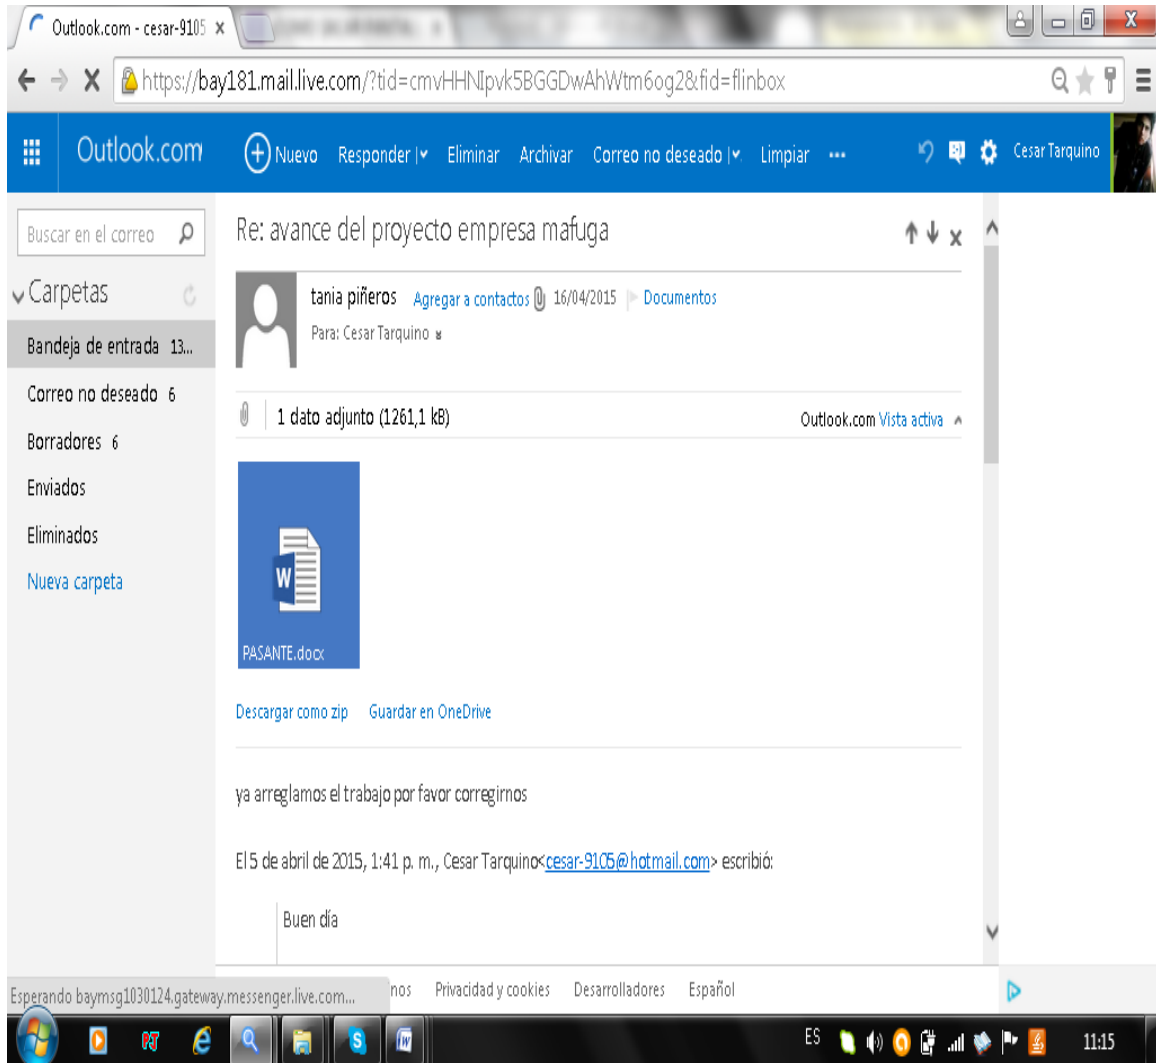 Outlook.com - cesar-9105
https://bay181.mail.live.com/?tid=cmvHHNIpvk5BGGDwAhWtm6og2&fid=flinbox
Outlook.com
Nuevo Responder Eliminar Archivar Correo no deseado Limpiar ...
Cesar Tarquino
Buscar en el correo
Carpetas
Bandeja de entrada 13...
Correo no deseado 6
Borradores 6
Enviados
Eliminados
Nueva carpeta
Re: avance del proyecto empresa mafuga
tania piñeros Agregar a contactos 16/04/2015 Documentos
Para: Cesar Tarquino
1 dato adjunto (1261,1 kB)
Outlook.com Vista activa
W
PASANTE.docx
Descargar como zip Guardar en OneDrive
ya arreglamos el trabajo por favor corregirnos
El 5 de abril de 2015, 1:41 p. m., Cesar Tarquino<cesar-9105@hotmail.com> escribió:
Buen día
Esperando baymsg1030124.gateway.messenger.live.com...
nos Privacidad y cookies Desarrolladores Español
ES
11:15